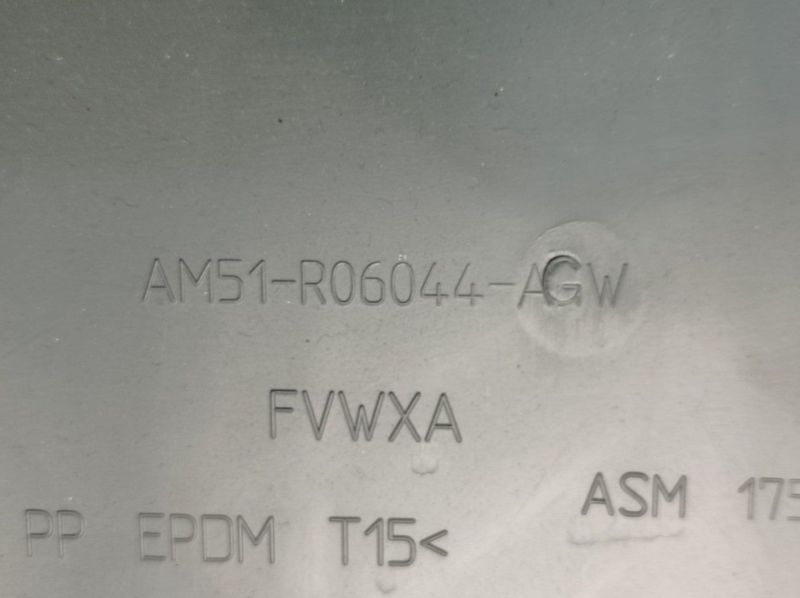 AM51-R06044-AGW
FVWXA
ASM 175
PP EPDM T15<